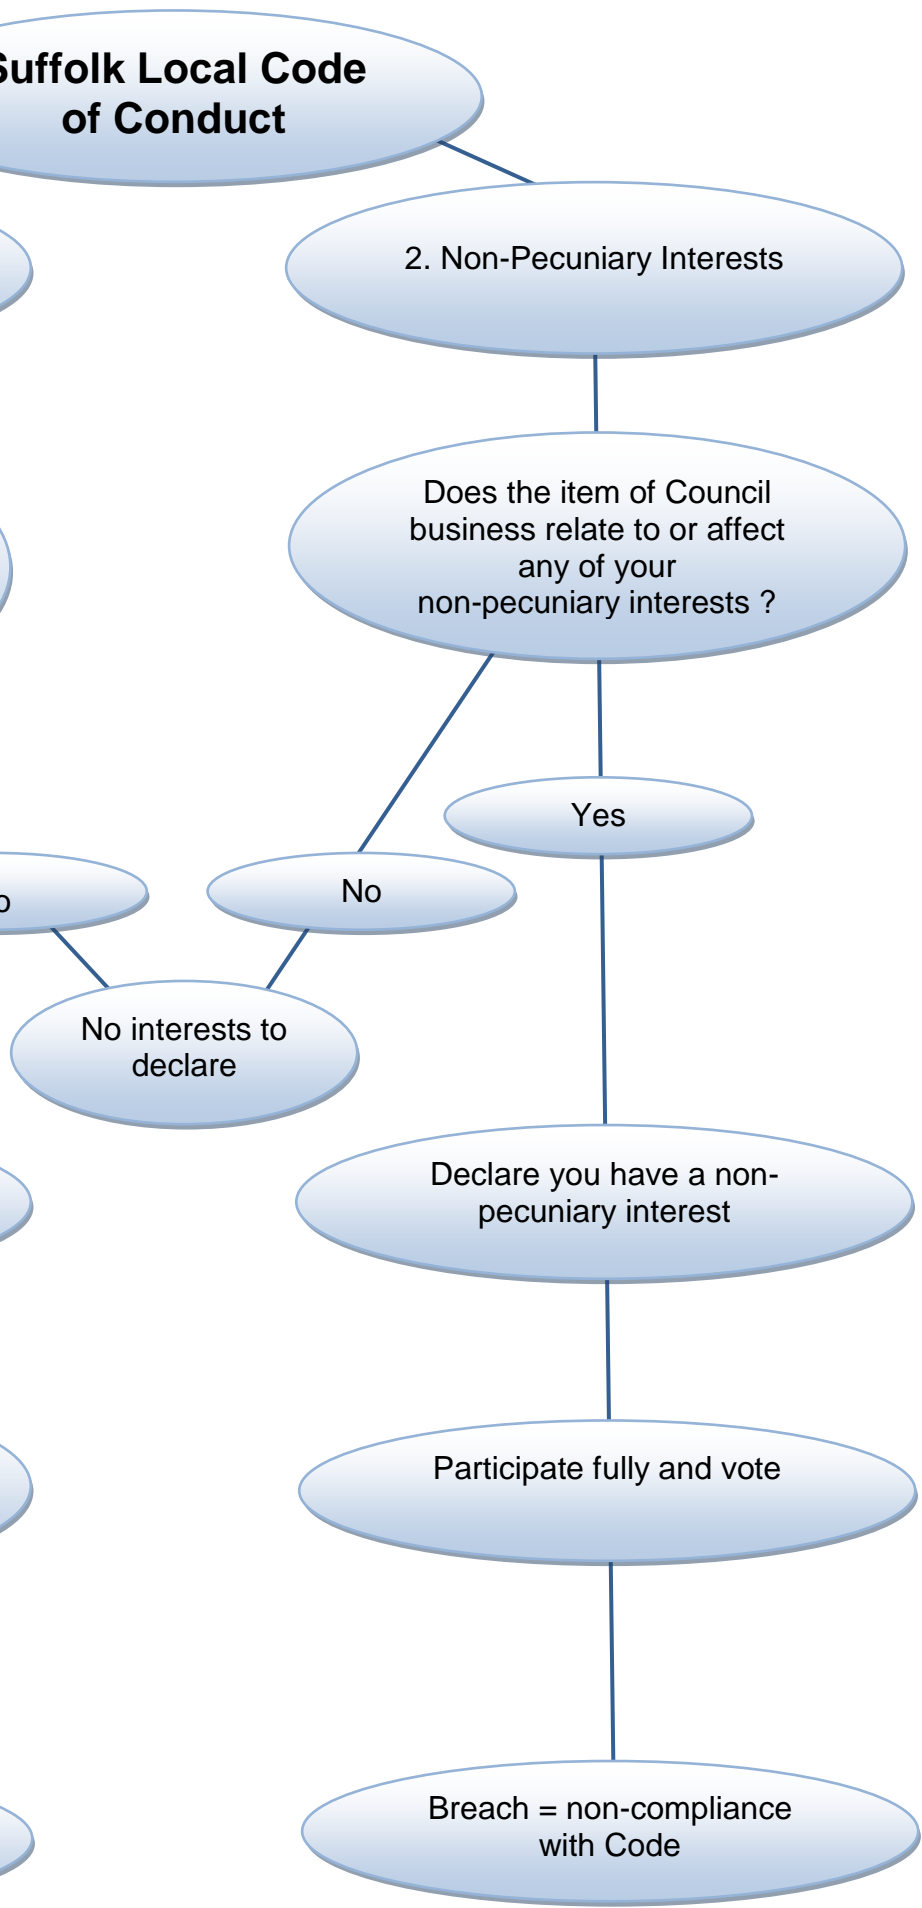 Suffolk Local Code
of Conduct
2. Non-Pecuniary Interests
Does the item of Council
business relate to or affect
any of your
non-pecuniary interests ?
Yes
No
No interests to
declare
Declare you have a non-
pecuniary interest
Participate fully and vote
Breach = non-compliance
with Code